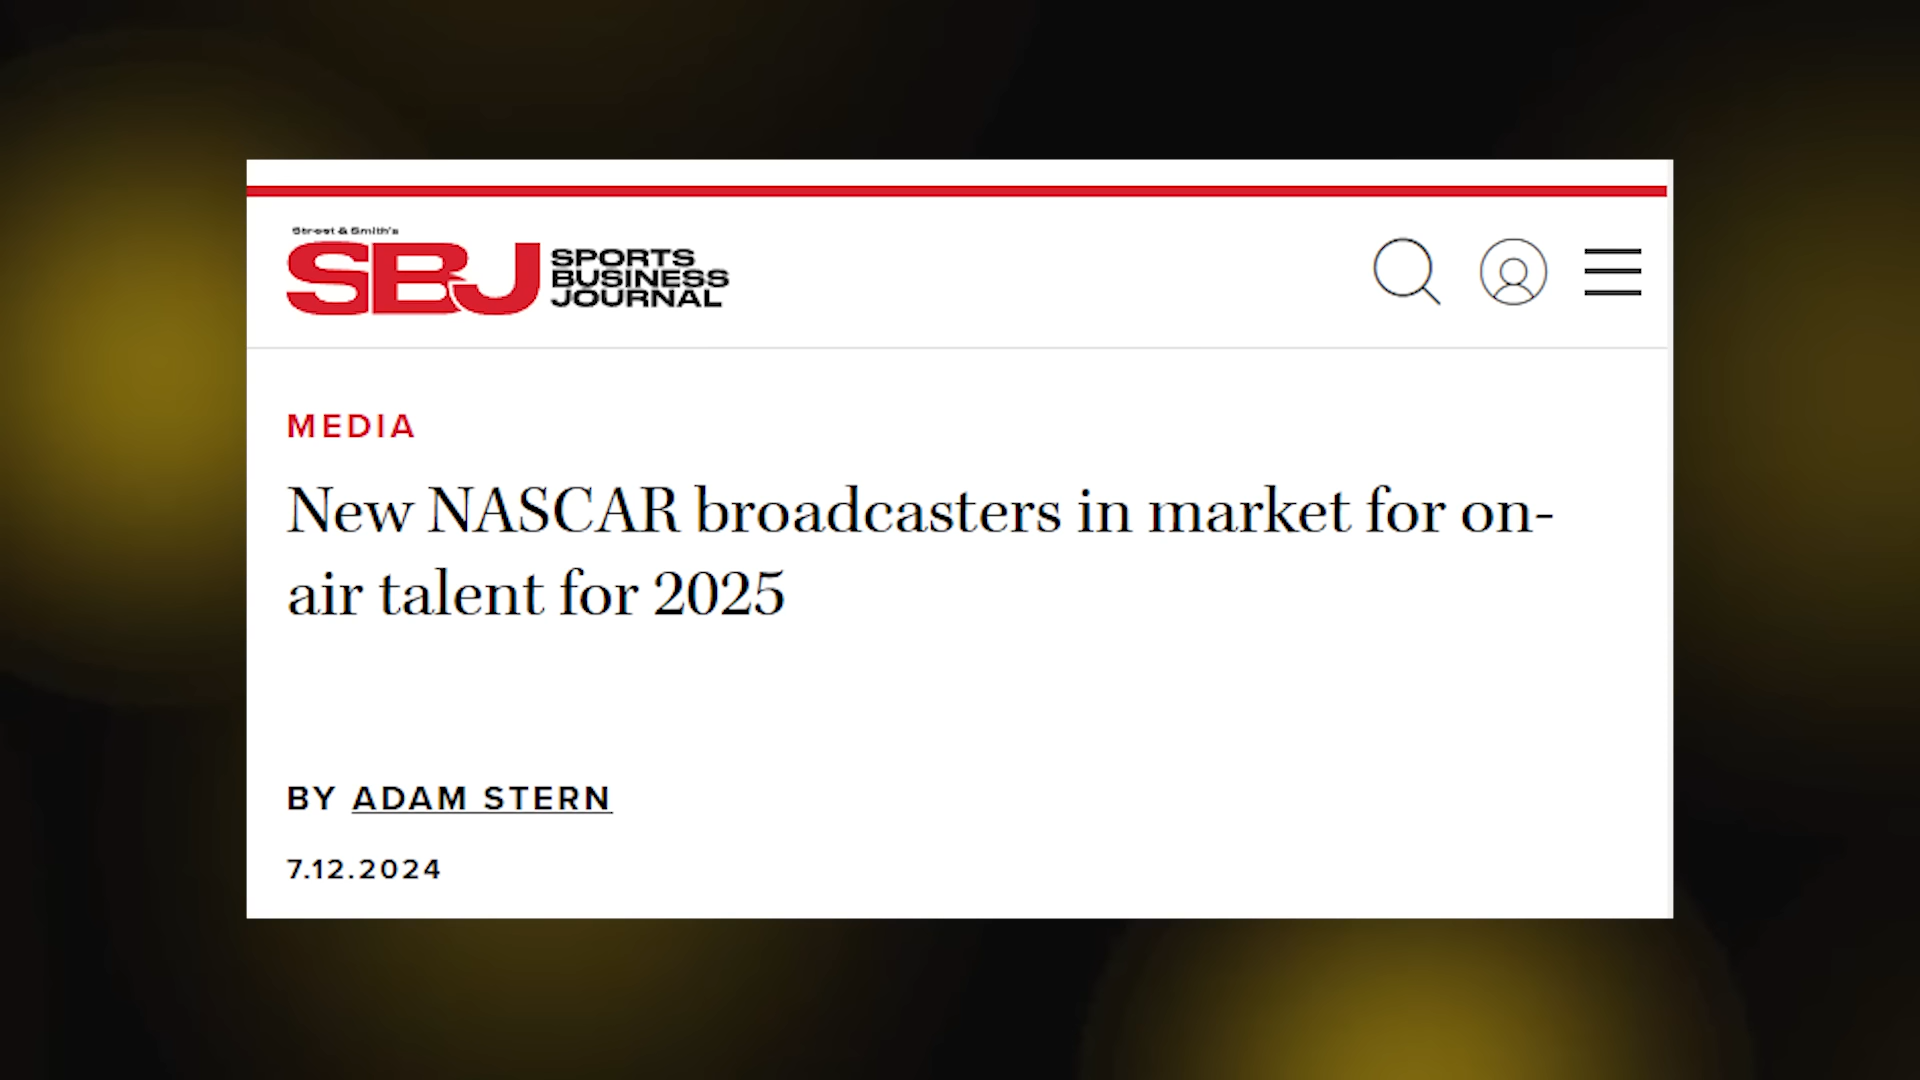 Street & Smith's
SBJ SPORTS
BUSINESS
JOURNAL
MEDIA
New NASCAR broadcasters in market for on-
air talent for 2025
BY ADAM STERN
7.12.2024